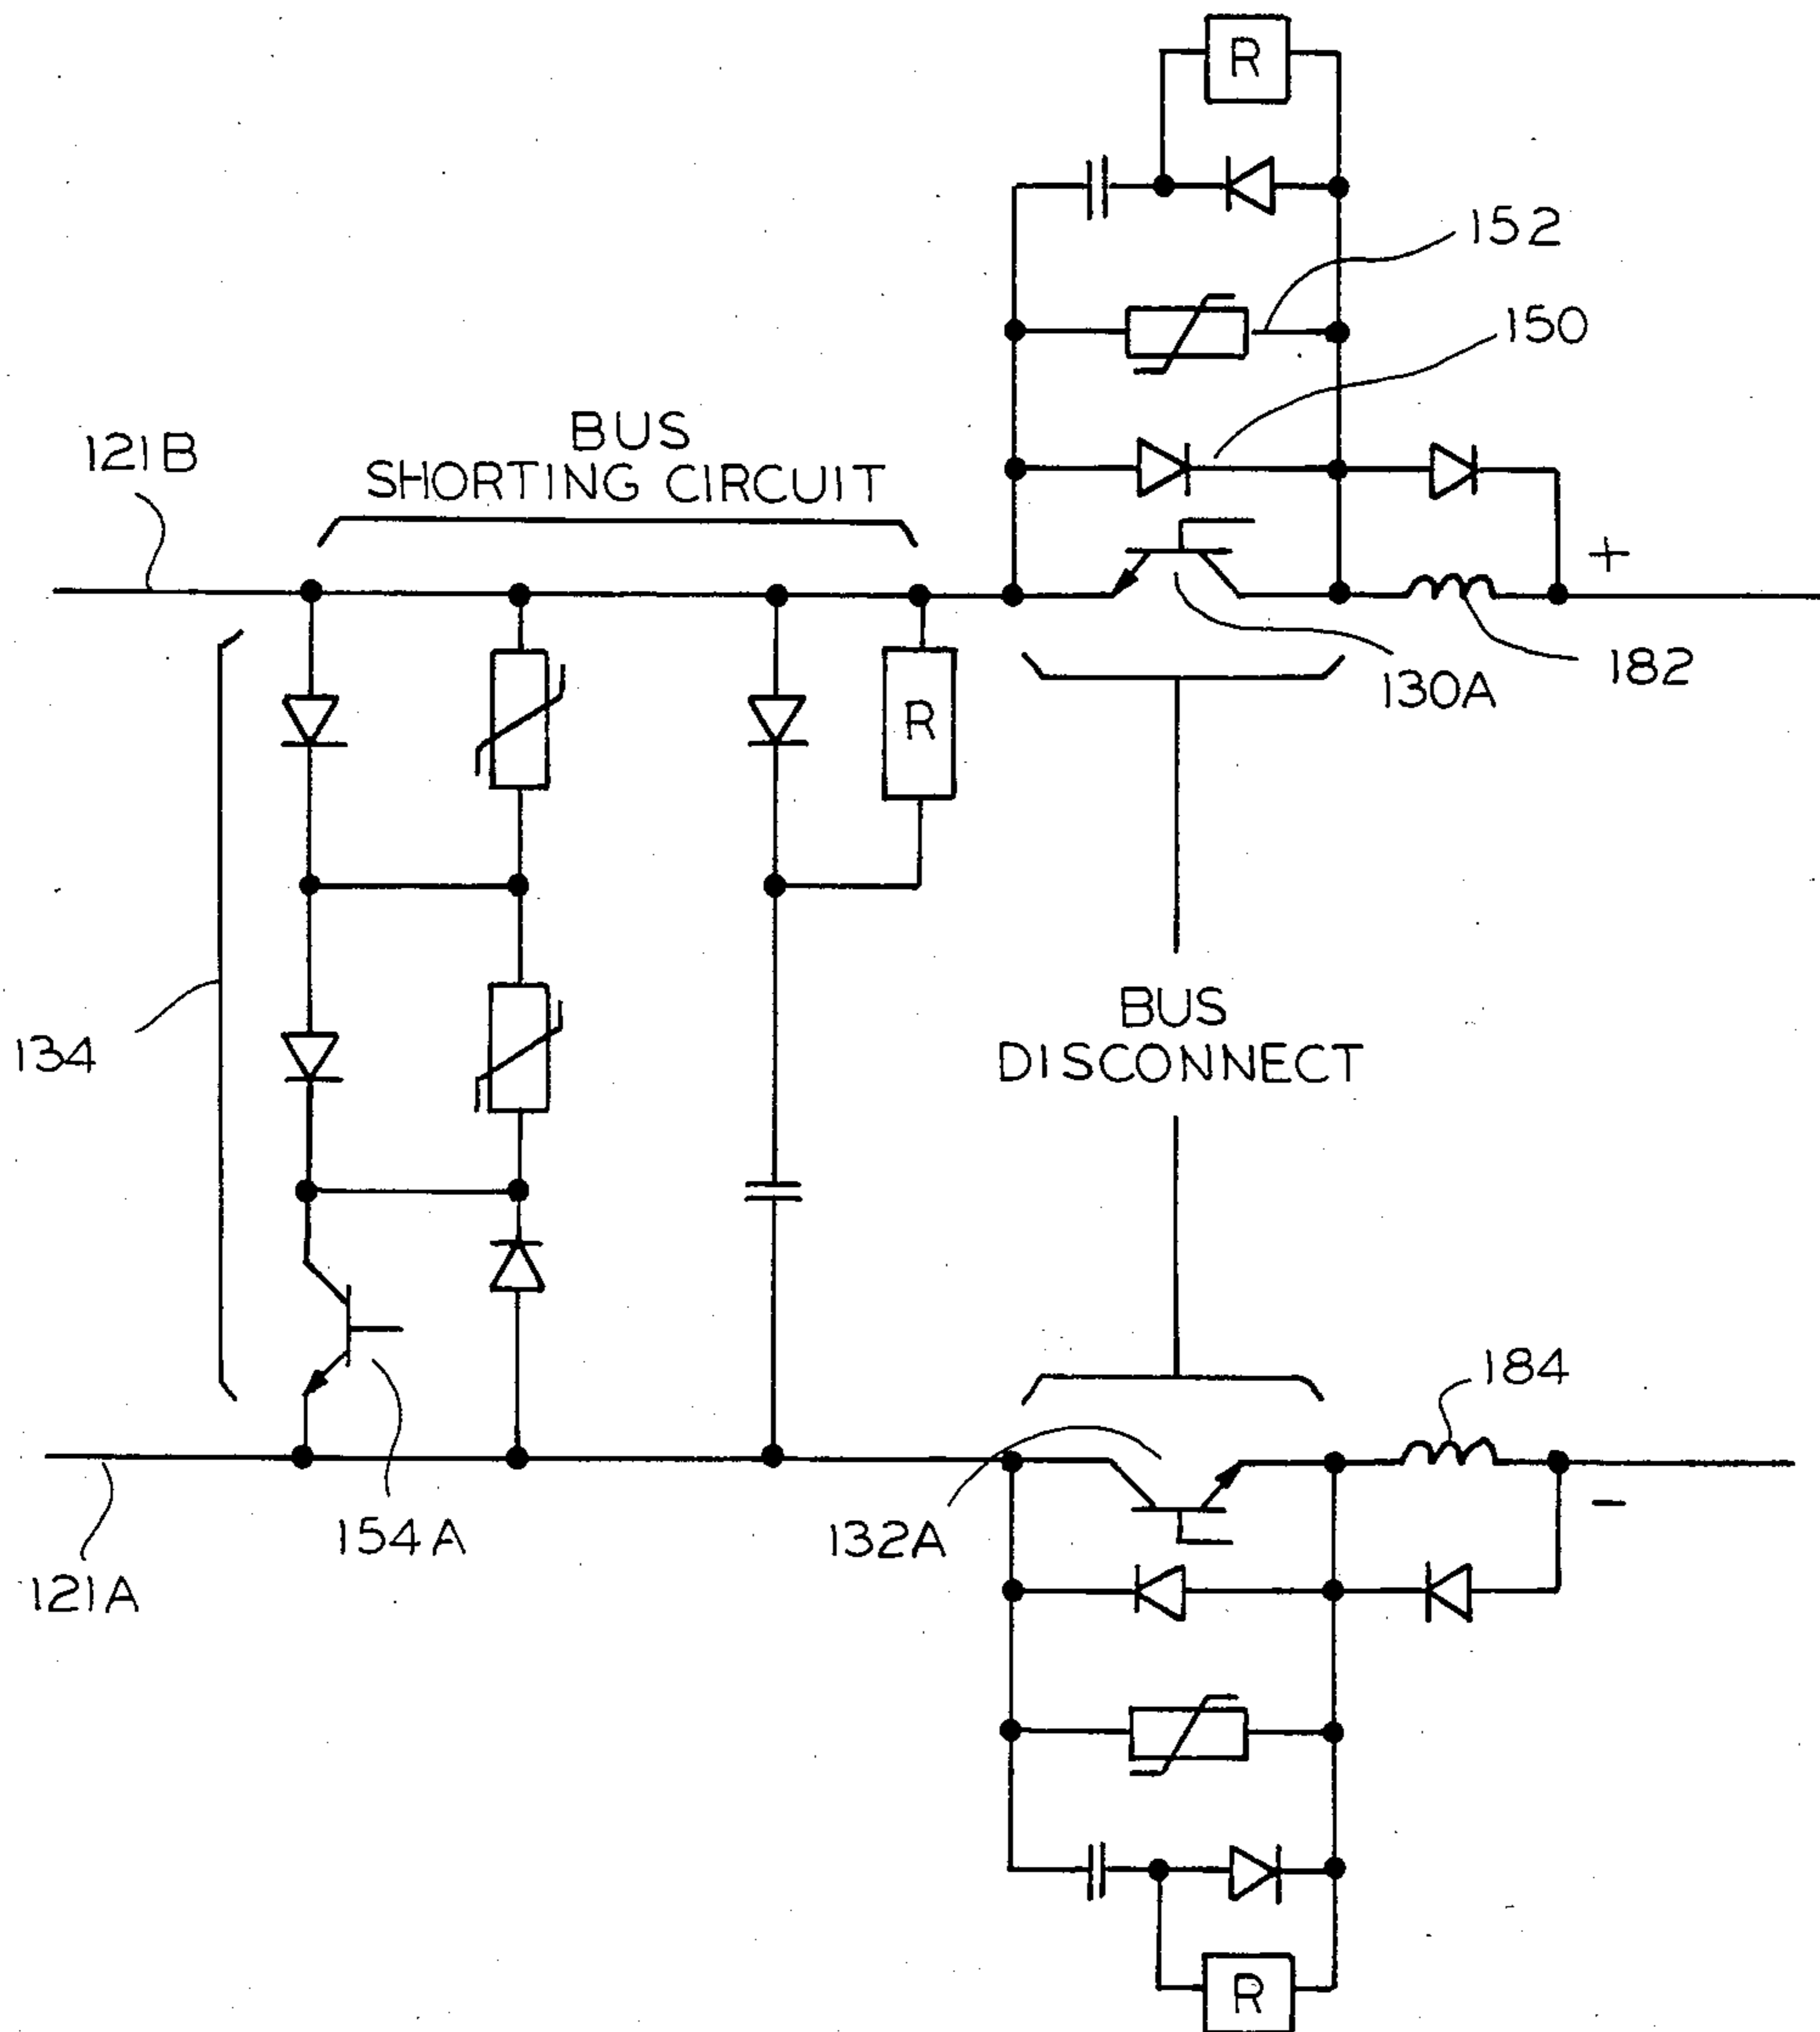 R
152
150
BUS
SHORTING CIRCUIT
121B
+
182
130A
R
BUS
DISCONNECT
134
184
-
132A
154A
121A
R